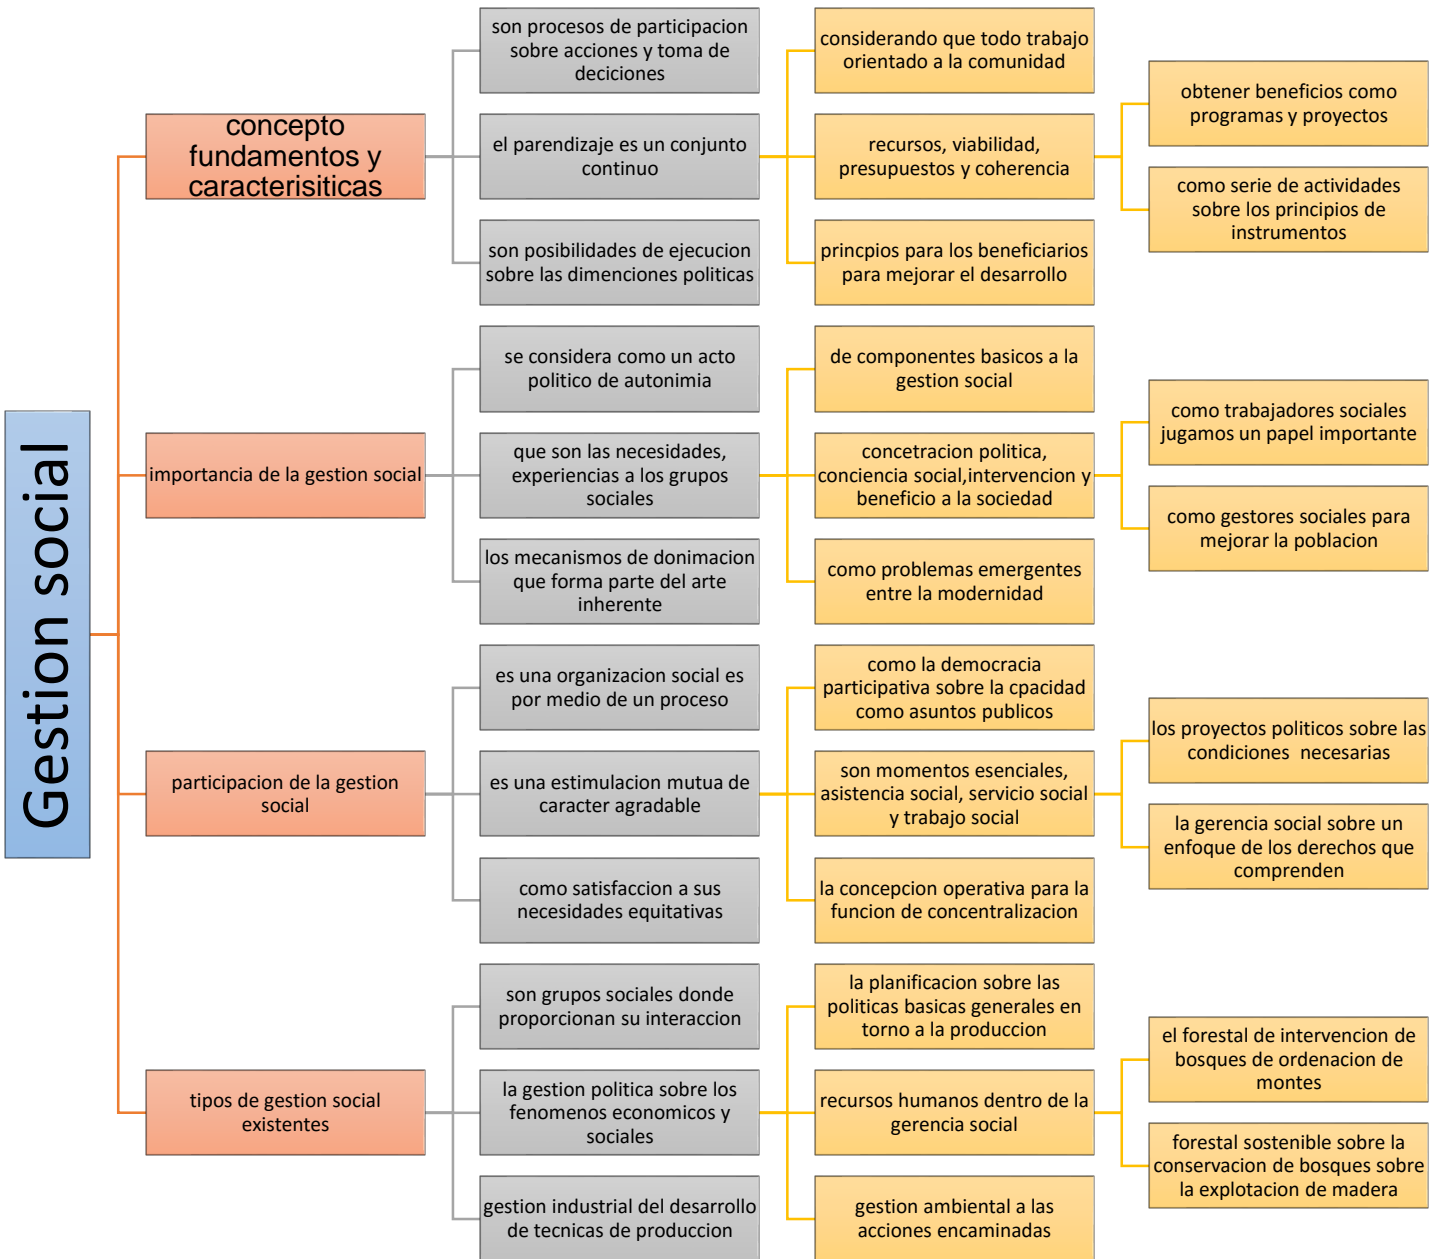 Gestion social
concepto
fundamentos y
caracterisiticas
son procesos de participacion
sobre acciones y toma de
deciciones
el parendizaje es un conjunto
continuo
son posibilidades de ejecucion
sobre las dimenciones politicas
considerando que todo trabajo
orientado a la comunidad
recursos, viabilidad,
presupuestos y coherencia
princpios para los beneficiarios
para mejorar el desarrollo
obtener beneficios como
programas y proyectos
como serie de actividades
sobre los principios de
instrumentos
importancia de la gestion social
se considera como un acto
politico de autonimia
que son las necesidades,
experiencias a los grupos
sociales
los mecanismos de donimacion
que forma parte del arte
inherente
de componentes basicos a la
gestion social
concetracion politica,
conciencia social,intervencion y
beneficio a la sociedad
como problemas emergentes
entre la modernidad
como trabajadores sociales
jugamos un papel importante
como gestores sociales para
mejorar la poblacion
participacion de la gestion
social
es una organizacion social es
por medio de un proceso
es una estimulacion mutua de
caracter agradable
como satisfaccion a sus
necesidades equitativas
como la democracia
participativa sobre la cpacidad
como asuntos publicos
son momentos esenciales,
asistencia social, servicio social
y trabajo social
la concepcion operativa para la
funcion de concentralizacion
los proyectos politicos sobre las
condiciones  necesarias
la gerencia social sobre un
enfoque de los derechos que
comprenden
tipos de gestion social
existentes
son grupos sociales donde
proporcionan su interaccion
la gestion politica sobre los
fenomenos economicos y
sociales
gestion industrial del desarrollo
de tecnicas de produccion
la planificacion sobre las
politicas basicas generales en
torno a la produccion
recursos humanos dentro de la
gerencia social
gestion ambiental a las
acciones encaminadas
el forestal de intervencion de
bosques de ordenacion de
montes
forestal sostenible sobre la
conservacion de bosques sobre
la explotacion de madera